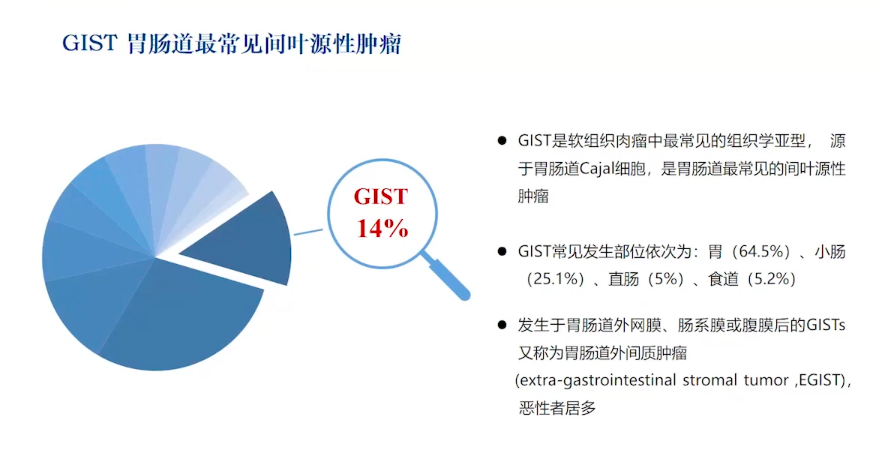 GIST 胃肠道最常见间叶源性肿瘤
GIST
14%
● GIST是软组织肉瘤中最常见的组织学亚型， 源
于胃肠道Cajal细胞，是胃肠道最常见的间叶源性
肿瘤
● GIST常见发生部位依次为：胃（64.5%）、小肠
（25.1%）、直肠（5%）、食道（5.2%）
● 发生于胃肠道外网膜、肠系膜或腹膜后的GISTs
又称为胃肠道外间质肿瘤
(extra-gastrointestinal stromal tumor ,EGIST)，
恶性者居多